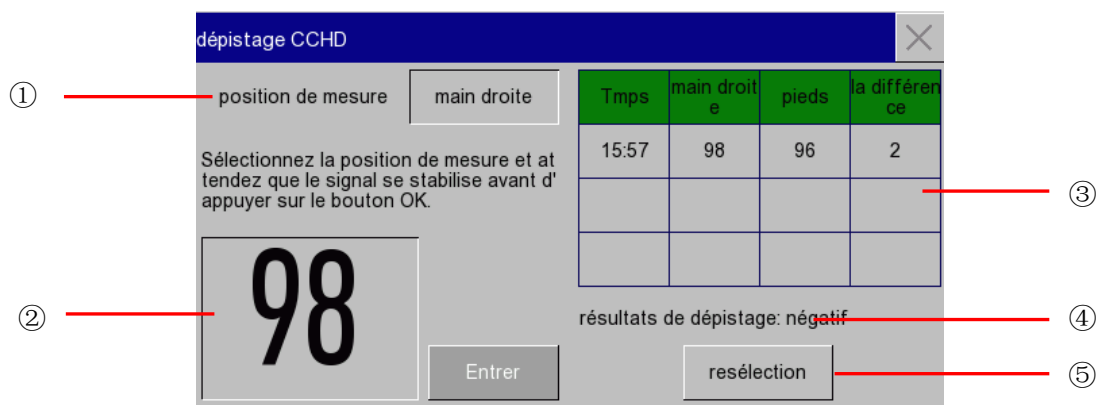 dépistage CCHD
①
position de mesure
main droite
Sélectionnez la position de mesure et at
tendez que le signal se stabilise avant d'
appuyer sur le bouton OK.
②
98
Entrer
Tmps
main droit
e
pieds
la différen
ce
15:57
98
96
2
③
résultats de dépistage: négatif
④
resélection
⑤